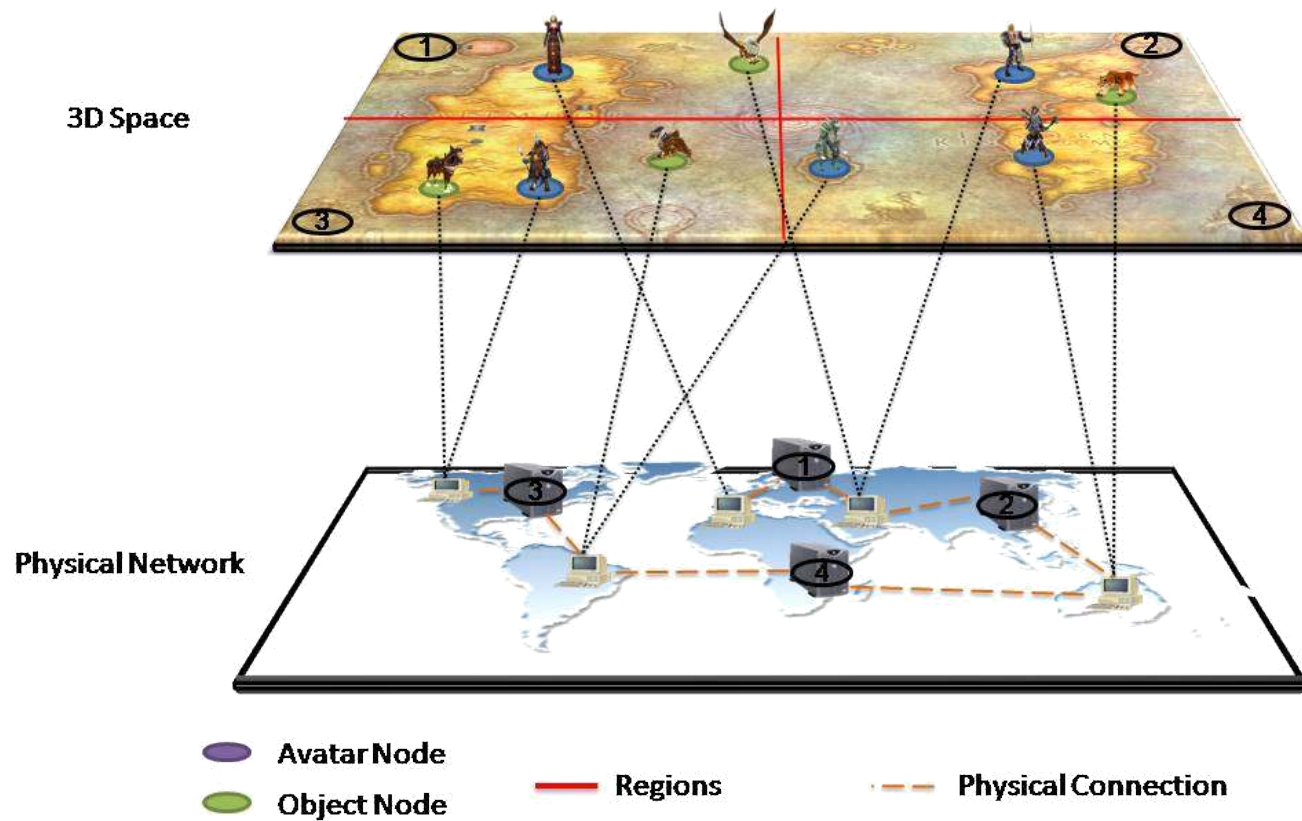 1
2
3D Space
3
4
1
3
2
Physical Network
4
Avatar Node
Object Node
Regions
Physical Connection